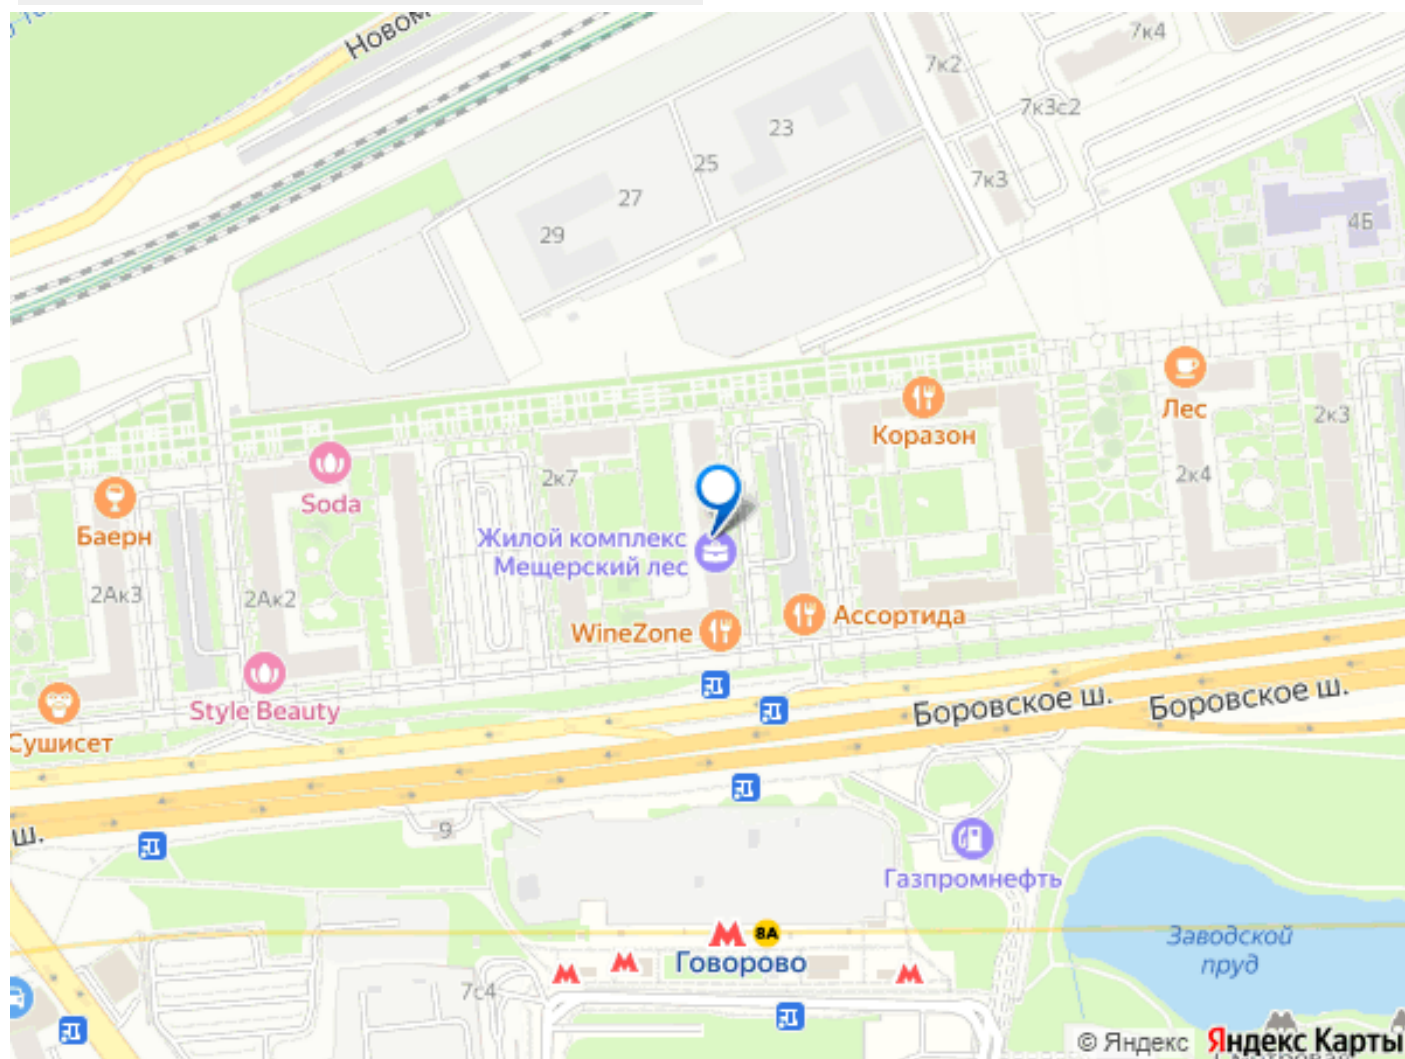 Новом
7к4
7к2
7к3с2
23
25
7к3
27
29
4Б
Лес
2к3
Коразон
2к4
2к7
Soda
Баерн
Жилой комплекс
Мещерский лес
2Ак3
2Ак2
Ассортида
WineZone
Style Beauty
Сушисет
Боровское ш.
Боровское ш.
ш.
9
Газпромнефть
8А
Говорово
Заводской
пруд
7с4
© Яндекс Яндекс Карты